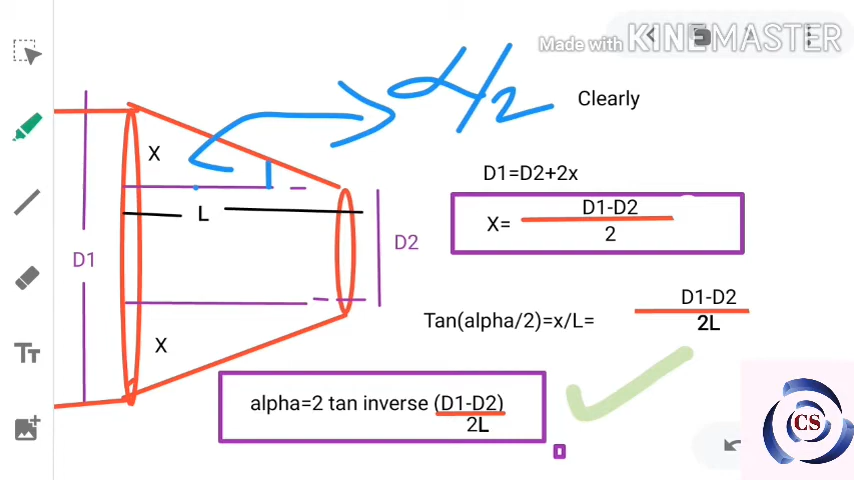 Made with KINEMASTER
α/2
Clearly
X
D1=D2+2x
X= D1-D2
2
L
D1
D2
Tan(alpha/2)=x/L= D1-D2
2L
X
alpha=2 tan inverse (D1-D2)
2L
CS
Tт